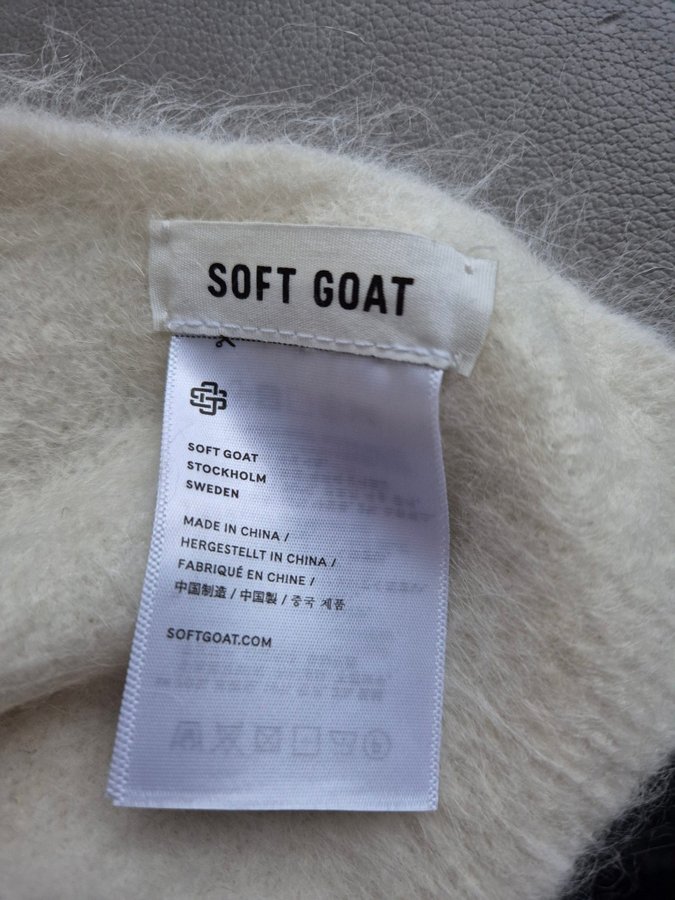 SOFT GOAT
SOFT GOAT
STOCKHOLM
SWEDEN
MADE IN CHINA /
HERGESTELLT IN CHINA /
FABRIQUÉ EN CHINE /
中国制造 / 中国製 / 중국 제품
SOFTGOAT.COM